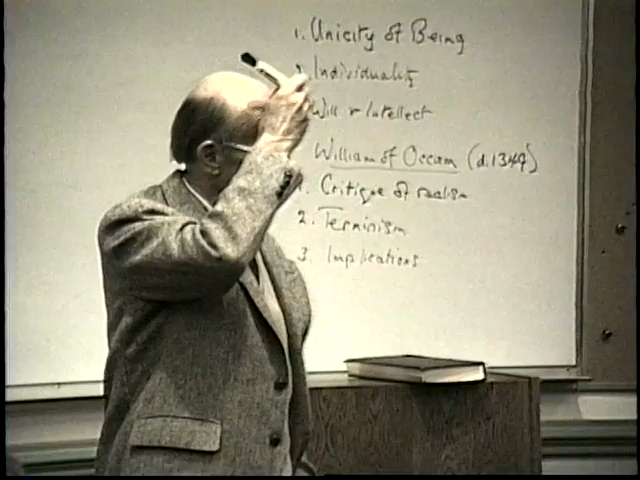 1. Unicity of Being
Individuality
Will & Intellect
William of Occam (d. 1349)
1. Critique of realism
2. Terminism
3. Implications